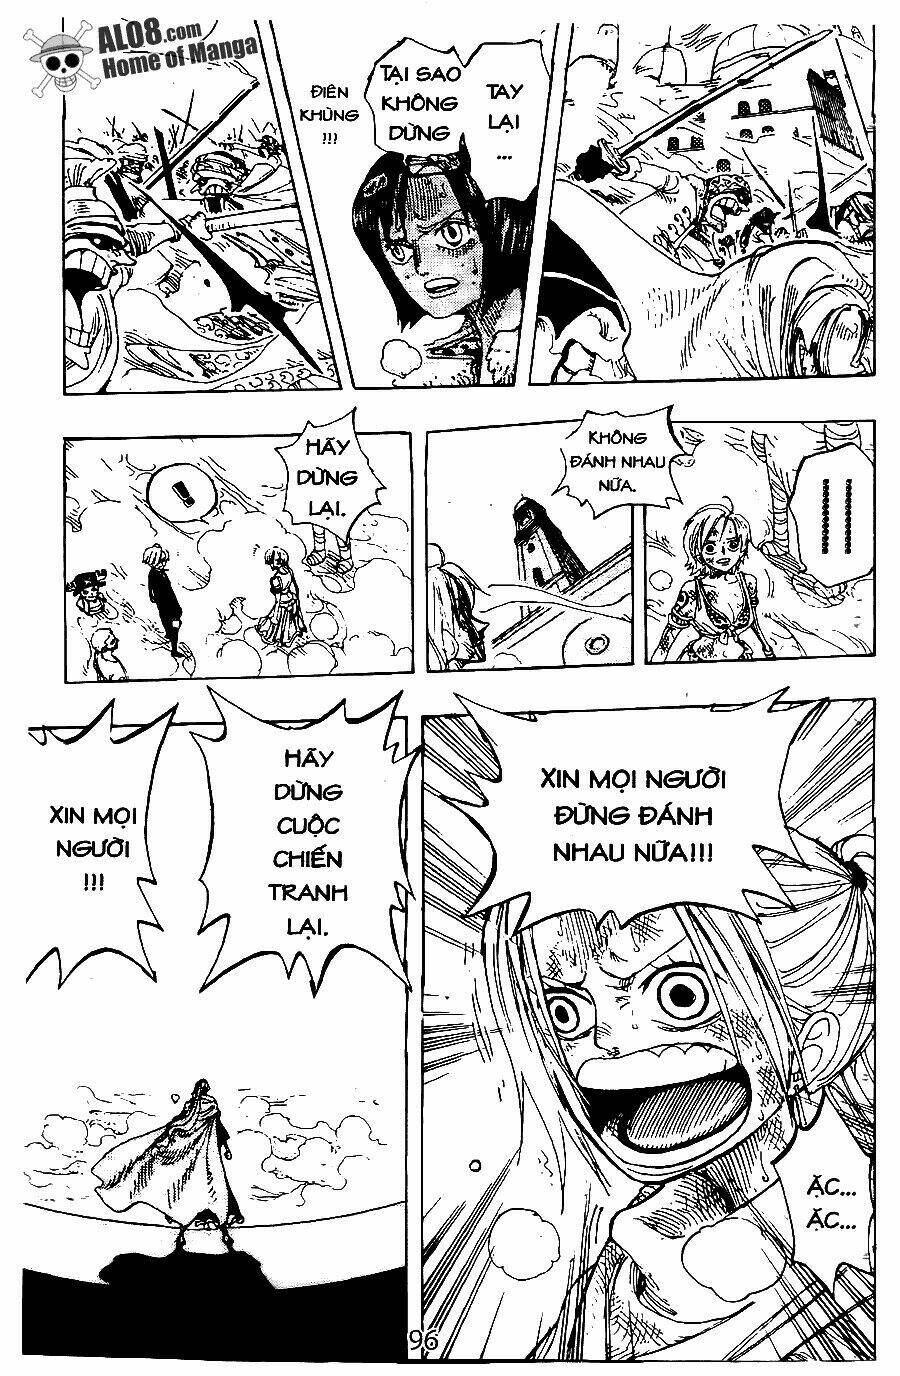 AL08.com
Home of Manga
TẠI SAO
KHÔNG
DỪNG
TAY
LẠI
...
ĐIÊN
KHÙNG
!!!
KHÔNG
ĐÁNH NHAU
NỮA.
HÃY
DỪNG
LẠI.
!!
XIN MỌI NGƯỜI
ĐỪNG ĐÁNH
NHAU NỮA!!!
ẶC...
ẶC...
HÃY
DỪNG
CUỘC
CHIẾN
TRANH
LẠI.
XIN MỌI
NGƯỜI
!!!
96